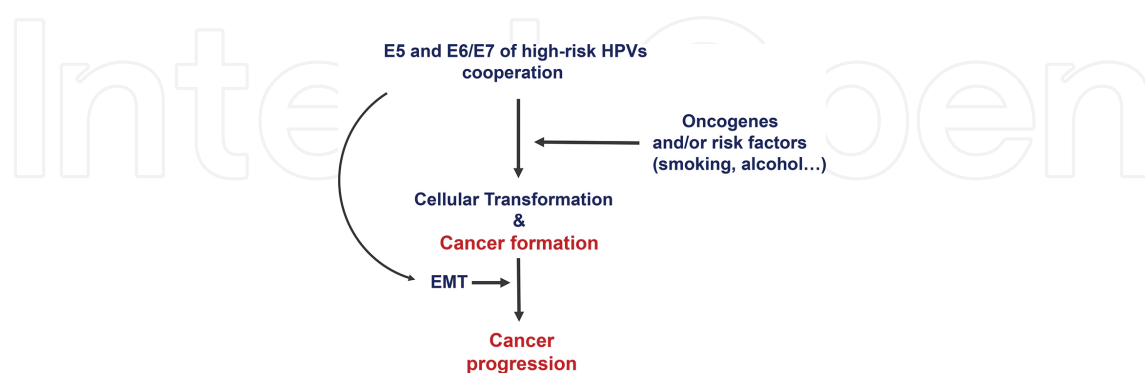 IntechOpen
E5 and E6/E7 of high-risk HPVs
cooperation
Oncogenes
and/or risk factors
(smoking, alcohol...)
Cellular Transformation
&
Cancer formation
EMT
Cancer
progression